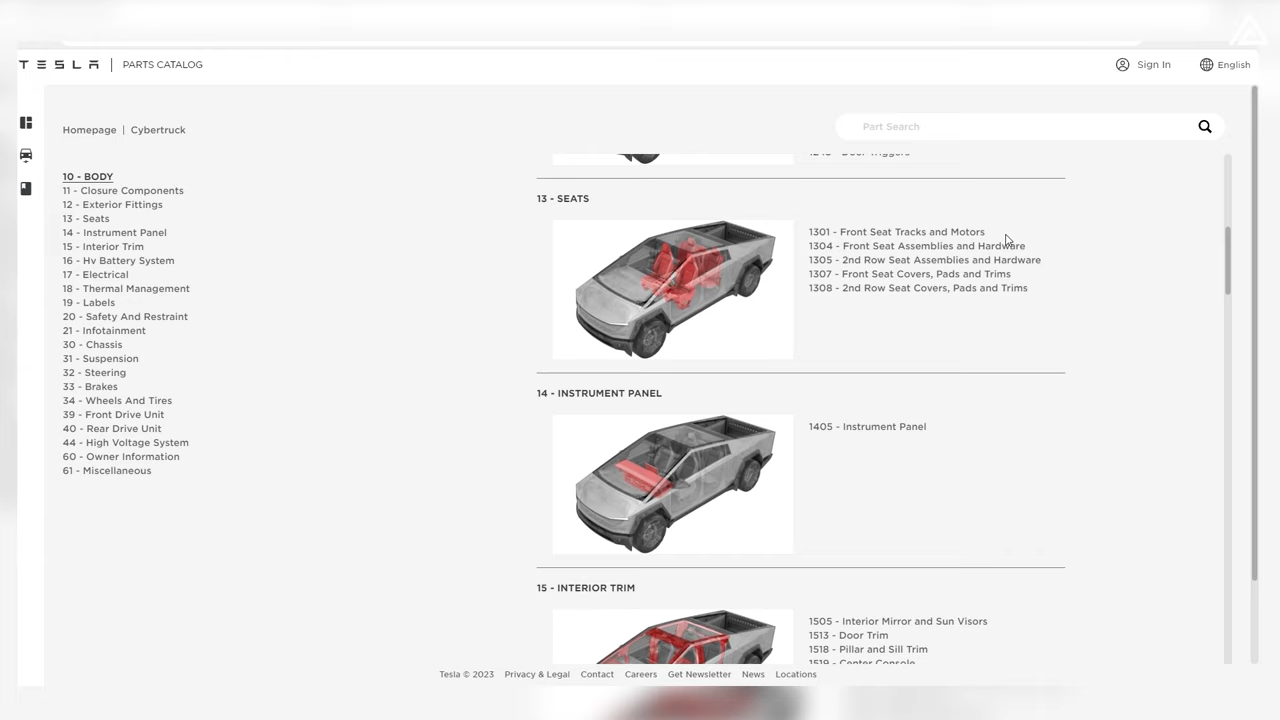 TESLA | PARTS CATALOG
Sign In
English
Homepage | Cybertruck
Part Search
10 - BODY
11 - Closure Components
12 - Exterior Fittings
13 - Seats
14 - Instrument Panel
15 - Interior Trim
16 - Hv Battery System
17 - Electrical
18 - Thermal Management
19 - Labels
20 - Safety And Restraint
21 - Infotainment
30 - Chassis
31 - Suspension
32 - Steering
33 - Brakes
34 - Wheels And Tires
39 - Front Drive Unit
40 - Rear Drive Unit
44 - High Voltage System
60 - Owner Information
61 - Miscellaneous
13 - SEATS
1301 - Front Seat Tracks and Motors
1304 - Front Seat Assemblies and Hardware
1305 - 2nd Row Seat Assemblies and Hardware
1307 - Front Seat Covers, Pads and Trims
1308 - 2nd Row Seat Covers, Pads and Trims
14 - INSTRUMENT PANEL
1405 - Instrument Panel
15 - INTERIOR TRIM
1505 - Interior Mirror and Sun Visors
1513 - Door Trim
1518 - Pillar and Sill Trim
1519 - Center Console
Tesla © 2023
Privacy & Legal
Contact
Careers
Get Newsletter
News
Locations